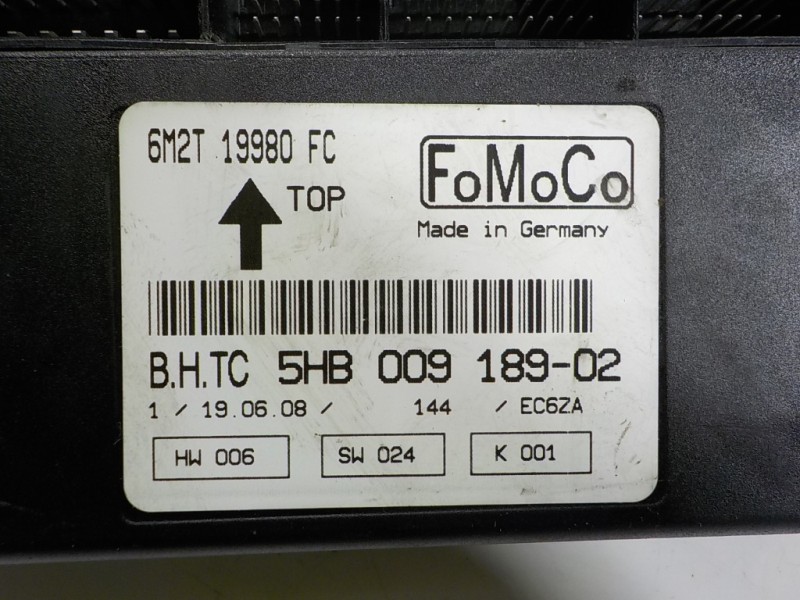 6M2T 19980 FC
FoMoCo
TOP
Made in Germany
B.H.TC 5HB 009 189-02
1 / 19.06.08 / 144 / EC6ZA
HW 006
SW 024
K 001